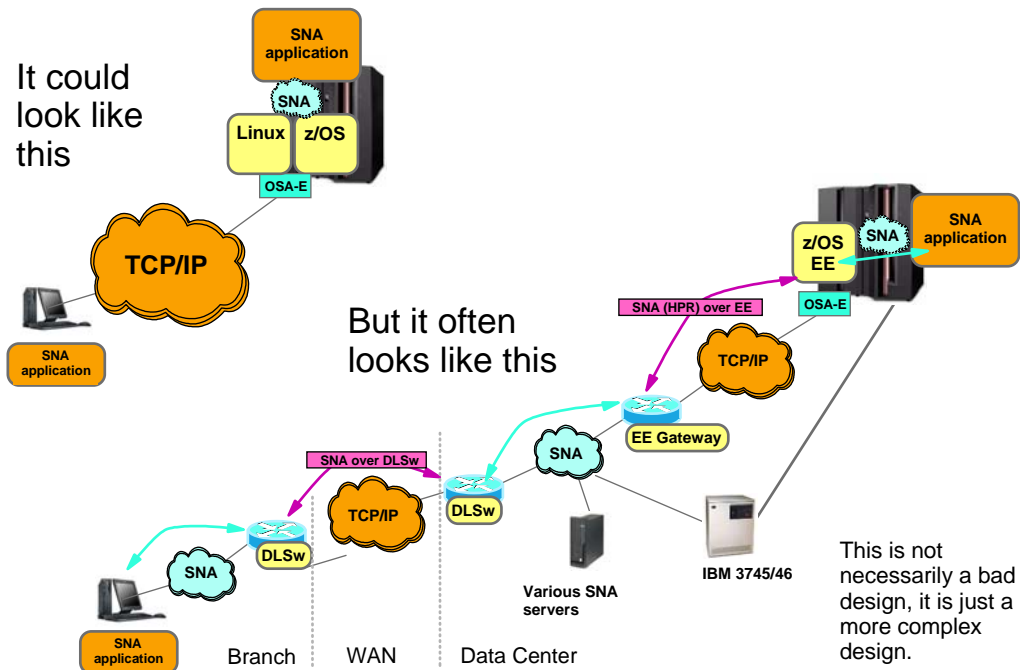 SNA
application
It could
look like
this
SNA
Linux
z/OS
OSA-E
TCP/IP
SNA
application
But it often
looks like this
SNA
application
SNA
z/OS
EE
OSA-E
SNA (HPR) over EE
TCP/IP
EE Gateway
SNA
SNA over DLSw
DLSw
TCP/IP
DLSw
SNA
SNA
application
Various SNA
servers
IBM 3745/46
This is not
necessarily a bad
design, it is just a
more complex
design.
Branch
WAN
Data Center